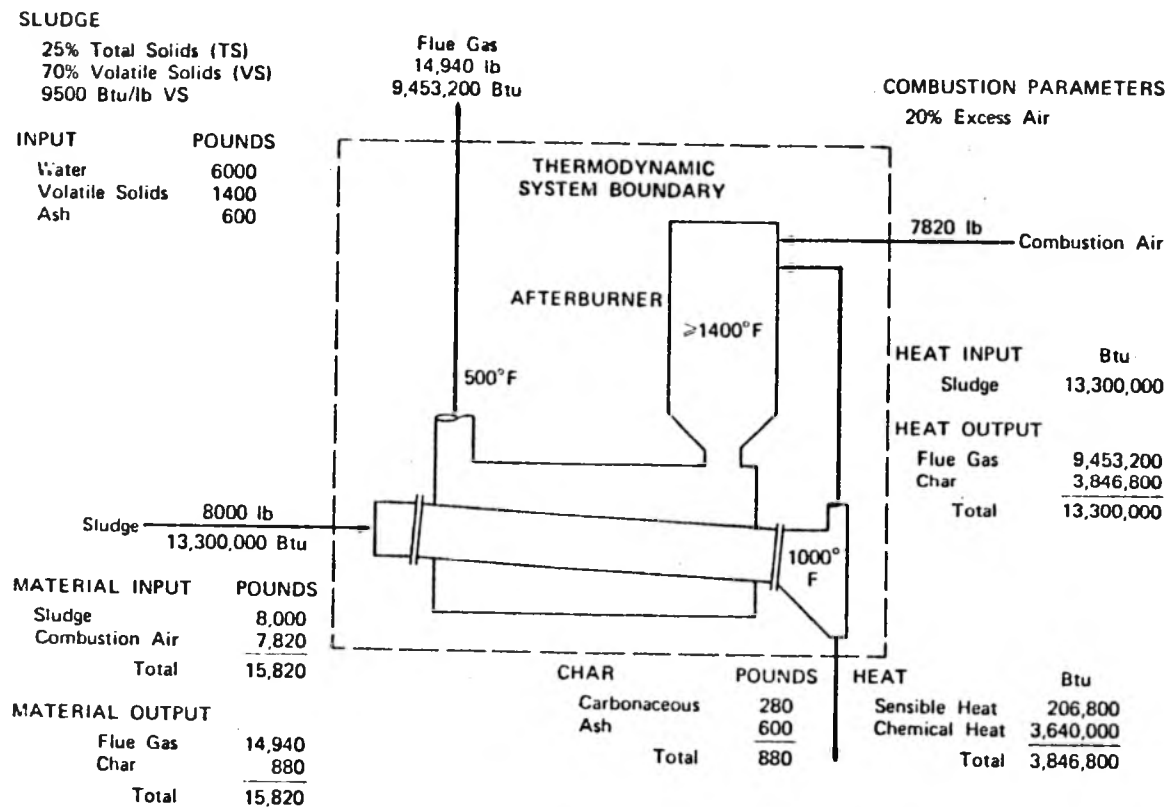 SLUDGE
25% Total Solids (TS)
70% Volatile Solids (VS)
9500 Btu/lb VS
INPUT POUNDS
Water 6000
Volatile Solids 1400
Ash 600
Flue Gas
14,940 lb
9,453,200 Btu
COMBUSTION PARAMETERS
20% Excess Air
THERMODYNAMIC
SYSTEM BOUNDARY
7820 lb
Combustion Air
AFTERBURNER
≥1400°F
500°F
HEAT INPUT Btu
Sludge 13,300,000
HEAT OUTPUT
Flue Gas 9,453,200
Char 3,846,800
Total 13,300,000
Sludge
8000 lb
13,300,000 Btu
1000°
F
MATERIAL INPUT POUNDS
Sludge 8,000
Combustion Air 7,820
Total 15,820
MATERIAL OUTPUT
Flue Gas 14,940
Char 880
Total 15,820
CHAR POUNDS
Carbonaceous 280
Ash 600
Total 880
HEAT Btu
Sensible Heat 206,800
Chemical Heat 3,640,000
Total 3,846,800